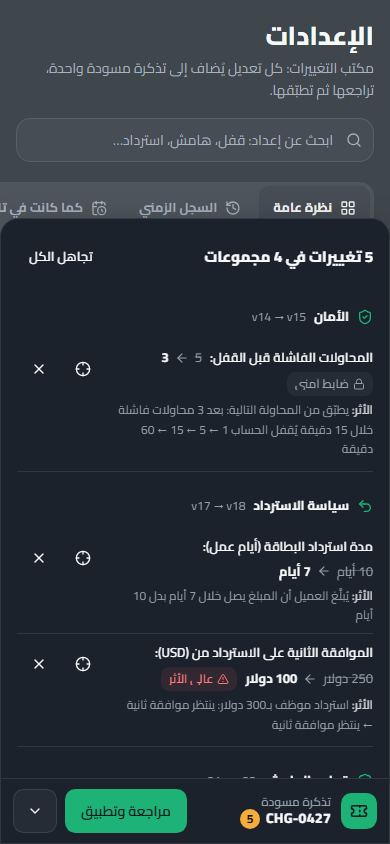 الإعدادات
مكتب التغييرات: كل تعديل يُضاف إلى تذكرة مسودة واحدة،
تراجعها ثم تطبّقها.
ابحث عن إعداد: قفل، هامش، استرداد...
نظرة عامة السجل الزمني كما كانت في
5 تغييرات في 4 مجموعات تجاهل الكل
الأمان v14 → v15
المحاولات الفاشلة قبل القفل: 5 ← 3
ضابط أمني
الأثر: يطبّق من المحاولة التالية: بعد 3 محاولات فاشلة
خلال 15 دقيقة يُقفل الحساب 1 ← 5 ← 15 ← 60
دقيقة
سياسة الاسترداد v17 → v18
مدة استرداد البطاقة (أيام عمل):
10 أيام ← 7 أيام
الأثر: يُبلَّغ العميل أن المبلغ يصل خلال 7 أيام بدل 10
أيام
الموافقة الثانية على الاسترداد من (USD):
250 دولار ← 100 دولار عالي الأثر
الأثر: استرداد موظف بـ300 دولار: ينتظر موافقة ثانية
← ينتظر موافقة ثانية
تذكرة مسودة
CHG-0427 5
مراجعة وتطبيق